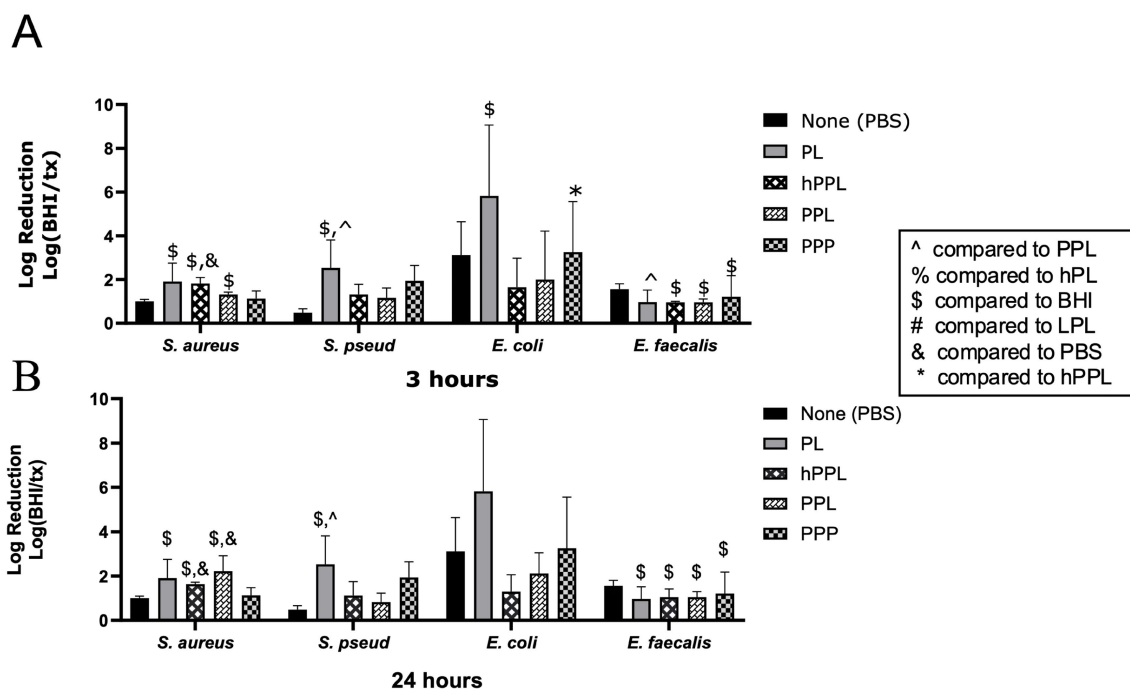 A
Log Reduction
Log(BHI/tx)
10
8
6
4
2
0
$
$,&
$
$,^
$
*
^
$
$
$
S. aureus
S. pseud
E. coli
E. faecalis
3 hours
None (PBS)
PL
hPPL
PPL
PPP
^ compared to PPL
% compared to hPL
$ compared to BHI
# compared to LPL
& compared to PBS
* compared to hPPL
B
Log Reduction
Log(BHI/tx)
10
8
6
4
2
0
$
$,&
$,&
$,^
$
$
$
$
S. aureus
S. pseud
E. coli
E. faecalis
24 hours
None (PBS)
PL
hPPL
PPL
PPP